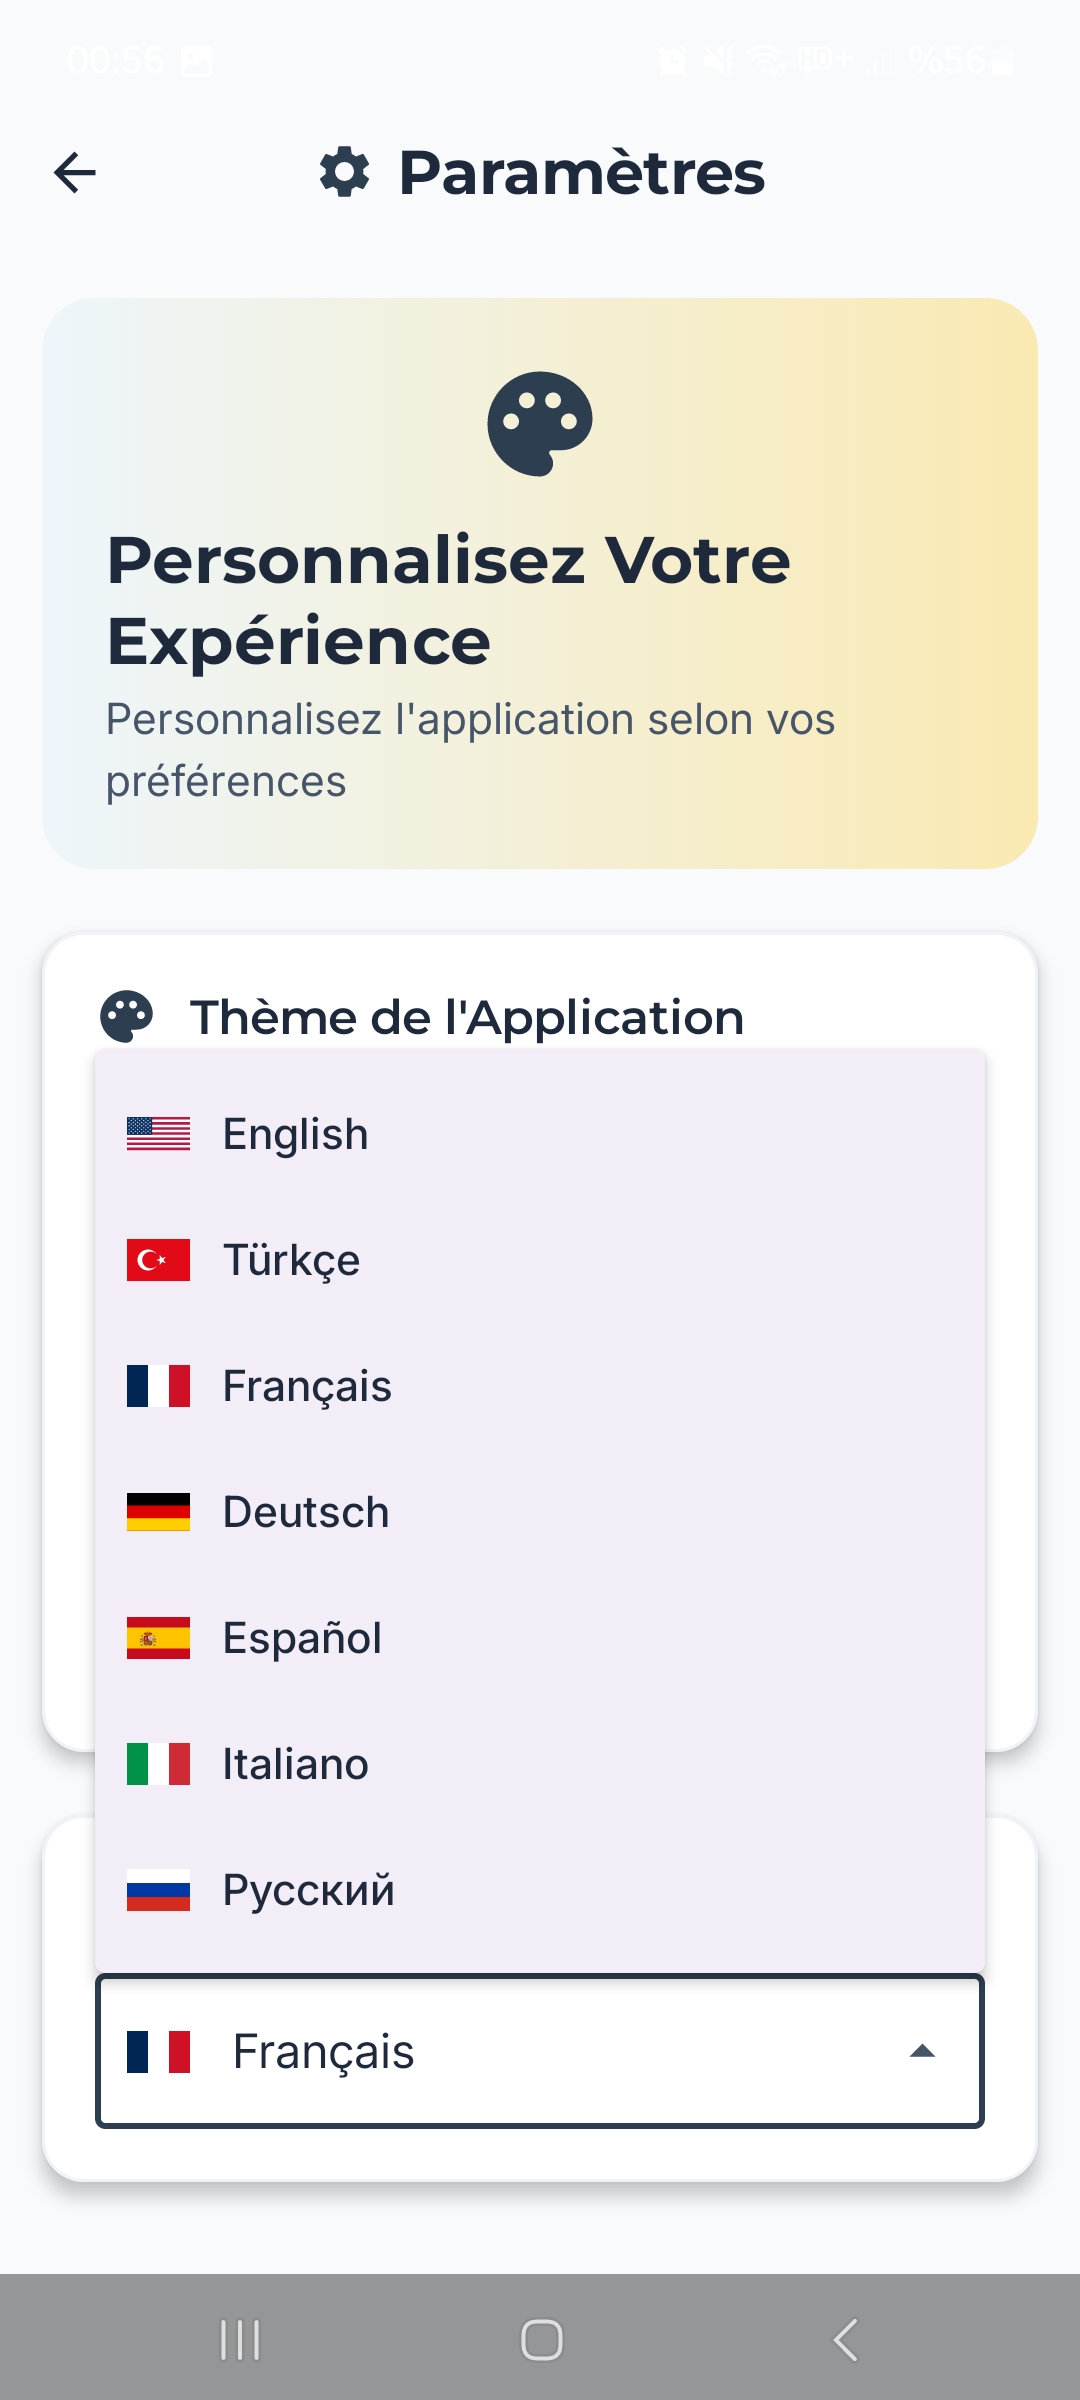 00:56 %56
Paramètres
Personnalisez Votre
Expérience
Personnalisez l'application selon vos
préférences
Thème de l'Application
English
Türkçe
Français
Deutsch
Español
Italiano
Русский
Français